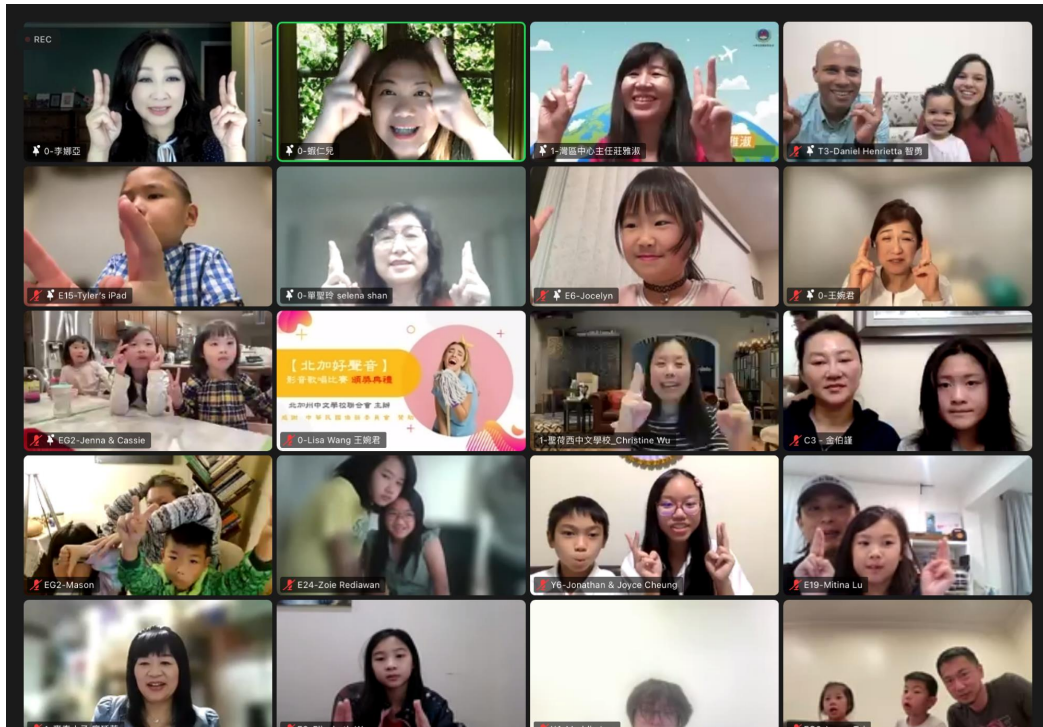 REC
0-李娜亞
0-蝦仁兒
1-灣區中心主任莊雅淑
雅淑
T3-Daniel Henrietta 智勇
E15-Tyler's iPad
0-單聖玲 selena shan
E6-Jocelyn
0-王婉君
EG2-Jenna & Cassie
【北加好聲音】
影音歌唱比賽 頒獎典禮
北加州中文學校聯合會 主辦
0-Lisa Wang 王婉君
1-聖荷西中文學校_Christine Wu
C3 - 金伯謹
EG2-Mason
E24-Zoie Rediawan
Y6-Jonathan & Joyce Cheung
E19-Mitina Lu